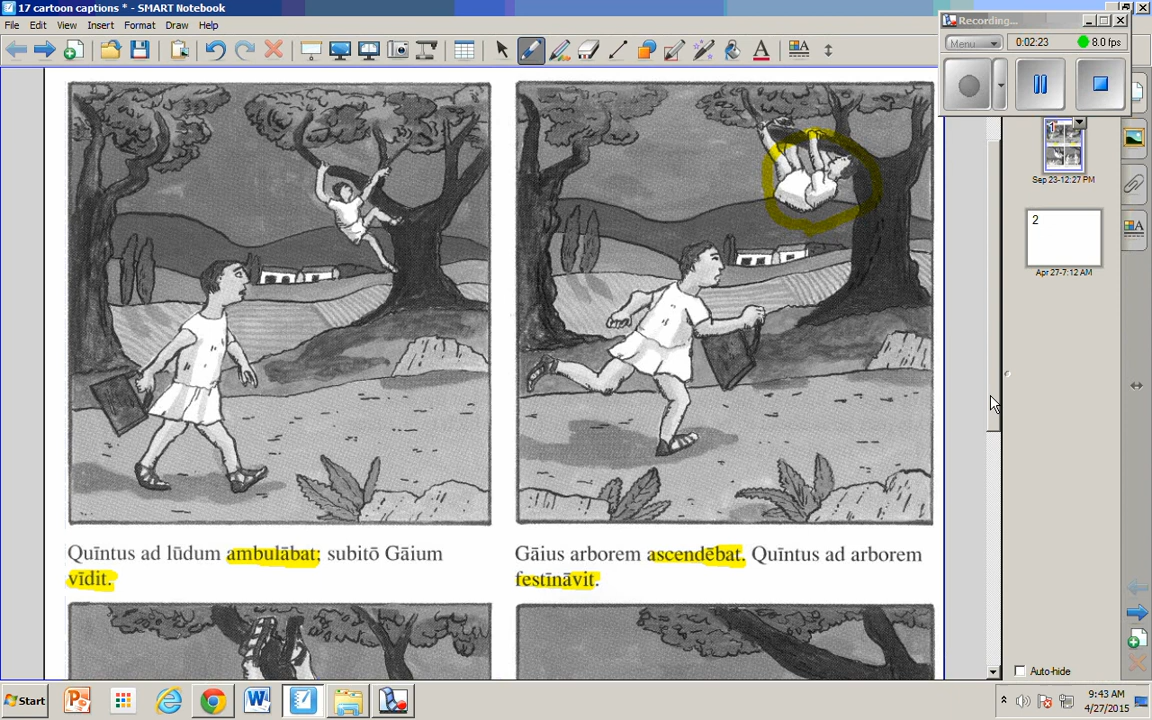 17 cartoon captions * - SMART Notebook
File Edit View Insert Format Draw Help
Recording...
Menu 0:02:23 8.0 fps
1
Sep 23-12:27 PM
2
Apr 27-7:12 AM
Quīntus ad lūdum ambulābat; subitō Gāium
vīdit.
Gāius arborem ascendēbat. Quīntus ad arborem
festīnāvit.
Auto-hide
Start
9:43 AM
4/27/2015